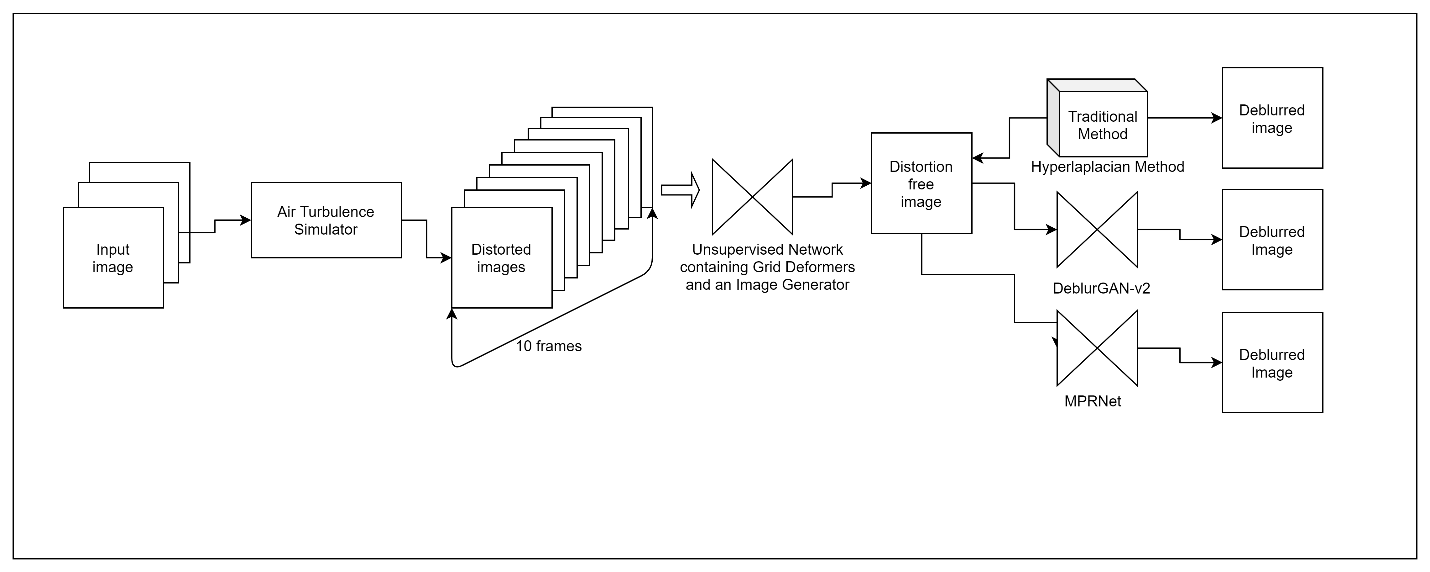 Input
image
Air Turbulence
Simulator
Distorted
images
10 frames
Unsupervised Network
containing Grid Deformers
and an Image Generator
Distortion
free
image
Traditional
Method
Hyperlaplacian Method
Deblurred
image
DeblurGAN-v2
Deblurred
Image
MPRNet
Deblurred
Image